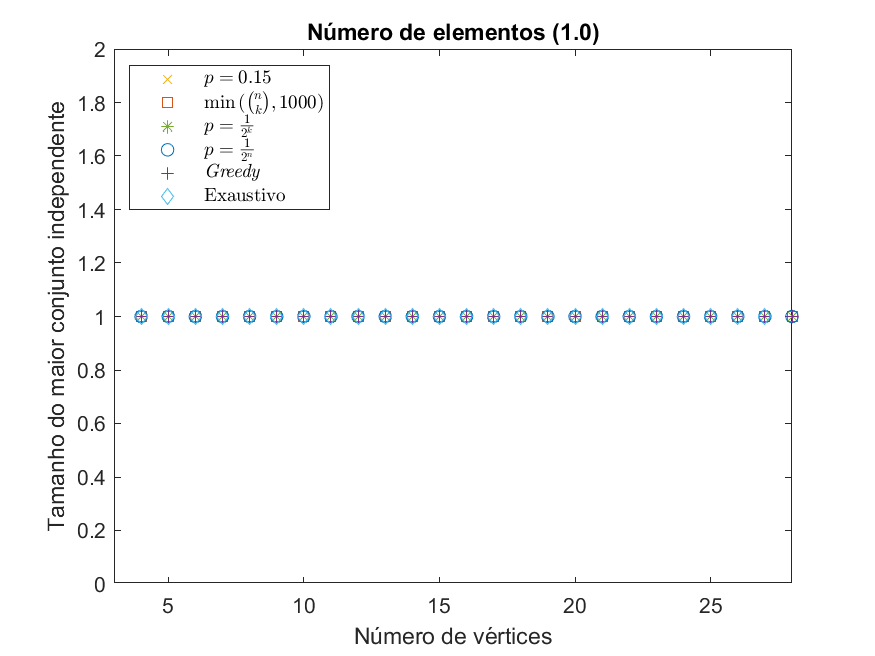 Número de elementos (1.0)
2
1.8
1.6
1.4
1.2
1
0.8
0.6
0.4
0.2
0
Tamanho do maior conjunto independente
p = 0.15
min((n k), 1000)
p = 1/2^k
p = 1/2^n
Greedy
Exaustivo
5 10 15 20 25
Número de vértices